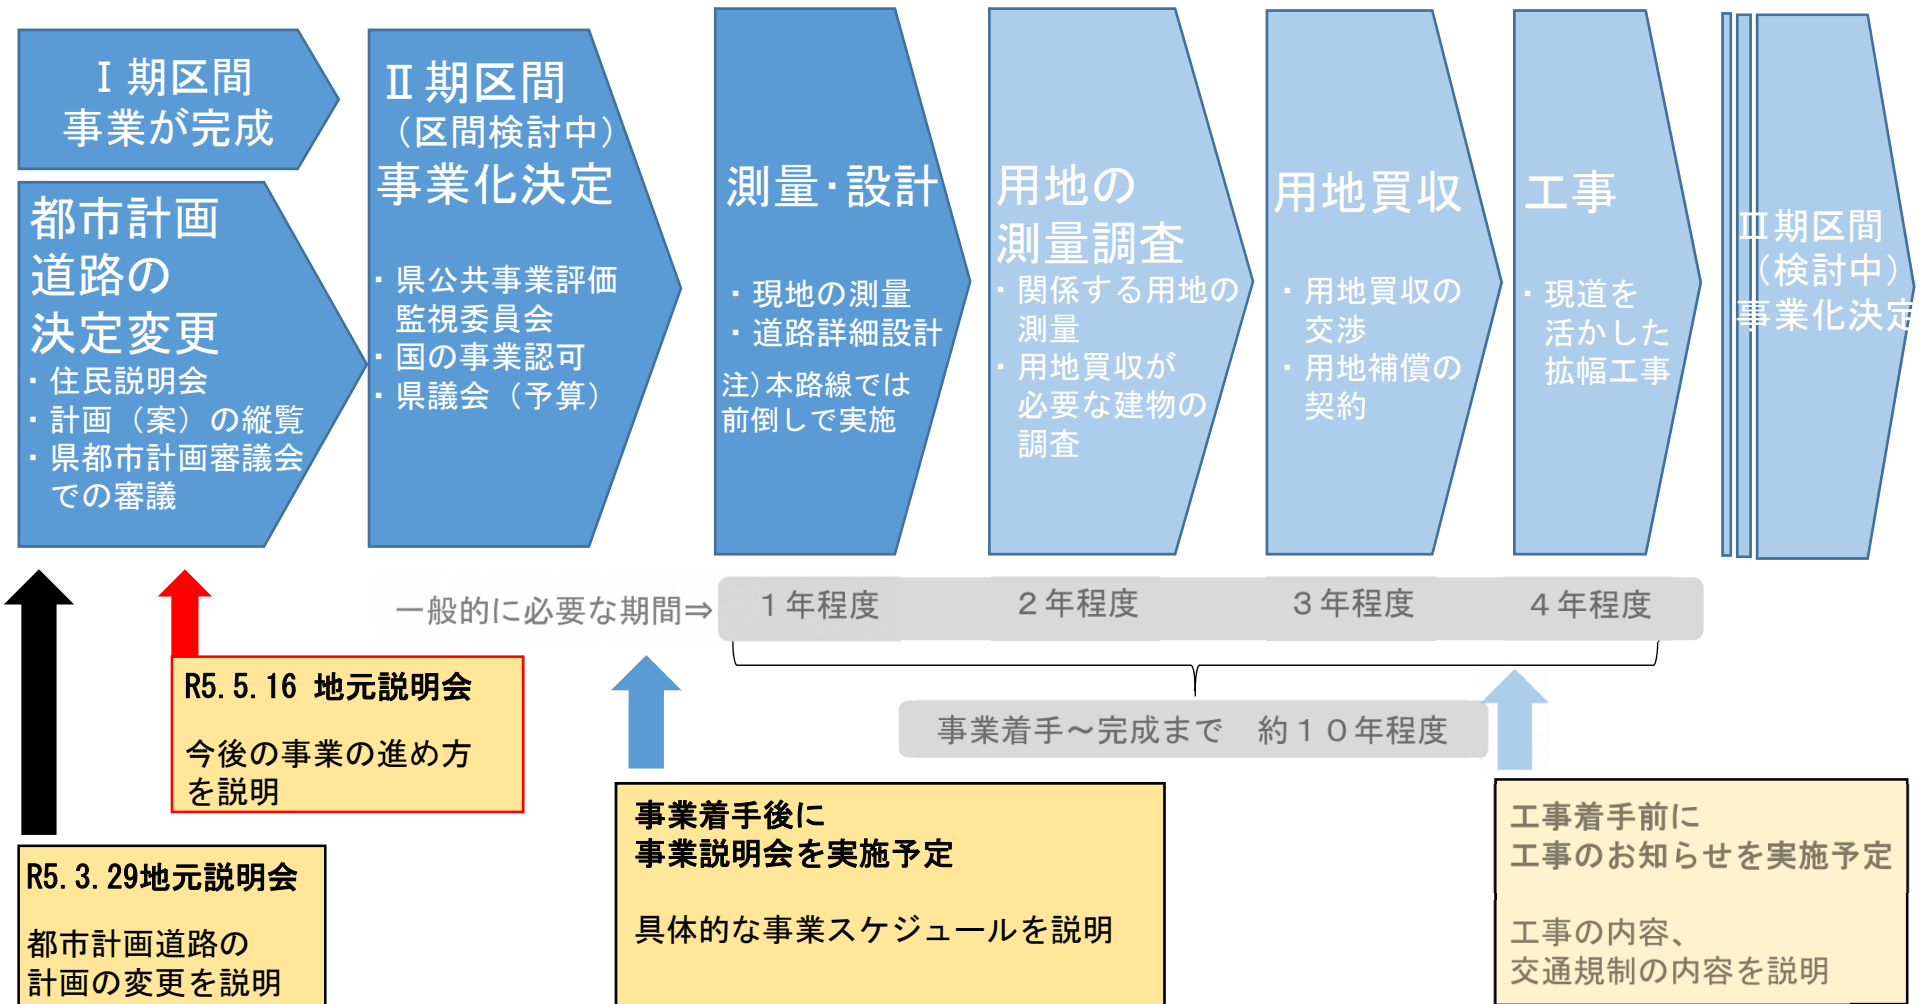 Ⅰ期区間
事業が完成
都市計画
道路の
決定変更
・住民説明会
・計画（案）の縦覧
・県都市計画審議会
での審議
Ⅱ期区間
（区間検討中）
事業化決定
・県公共事業評価
監視委員会
・国の事業認可
・県議会（予算）
測量･設計
・現地の測量
・道路詳細設計
注）本路線では
前倒しで実施
用地の
測量調査
・関係する用地の
測量
・用地買収が
必要な建物の
調査
用地買収
・用地買収の
交渉
・用地補償の
契約
工事
・現道を
活かした
拡幅工事
Ⅲ期区間
（検討中）
事業化決定
一般的に必要な期間⇒
１年程度
２年程度
３年程度
４年程度
事業着手～完成まで　約１０年程度
R5.5.16 地元説明会
今後の事業の進め方
を説明
R5.3.29地元説明会
都市計画道路の
計画の変更を説明
事業着手後に
事業説明会を実施予定
具体的な事業スケジュールを説明
工事着手前に
工事のお知らせを実施予定
工事の内容、
交通規制の内容を説明